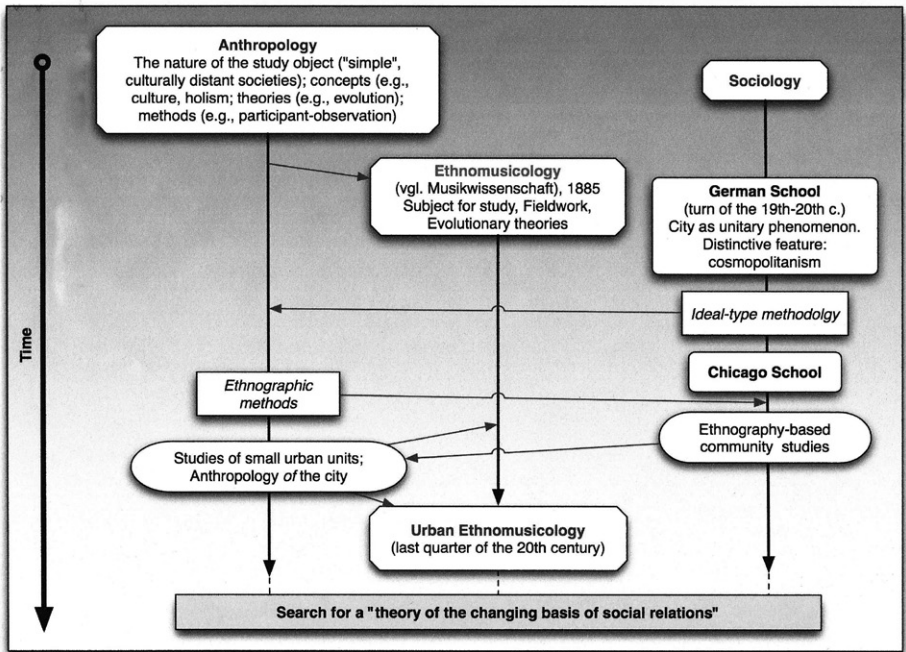 Anthropology
The nature of the study object ("simple",
culturally distant societies); concepts (e.g.,
culture, holism; theories (e.g., evolution);
methods (e.g., participant-observation)
Sociology
Ethnomusicology
(vgl. Musikwissenschaft), 1885
Subject for study, Fieldwork,
Evolutionary theories
German School
(turn of the 19th-20th c.)
City as unitary phenomenon.
Distinctive feature:
cosmopolitanism
Ideal-type methodolgy
Time
Chicago School
Ethnographic
methods
Ethnography-based
community studies
Studies of small urban units;
Anthropology of the city
Urban Ethnomusicology
(last quarter of the 20th century)
Search for a "theory of the changing basis of social relations"